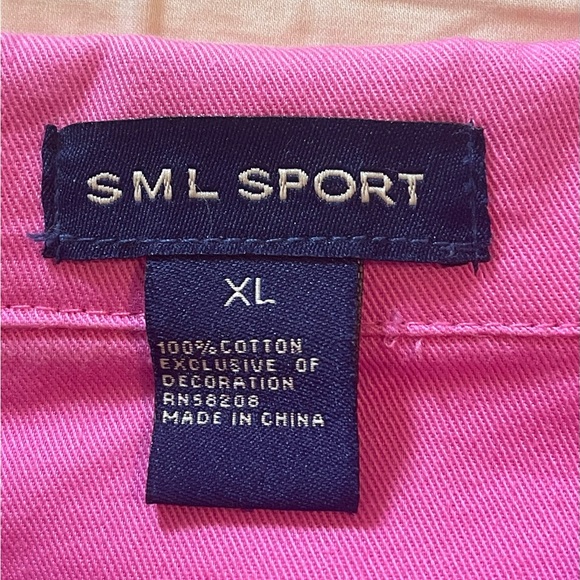 SML SPORT
XL
100% COTTON
EXCLUSIVE OF
DECORATION
RN58208
MADE IN CHINA